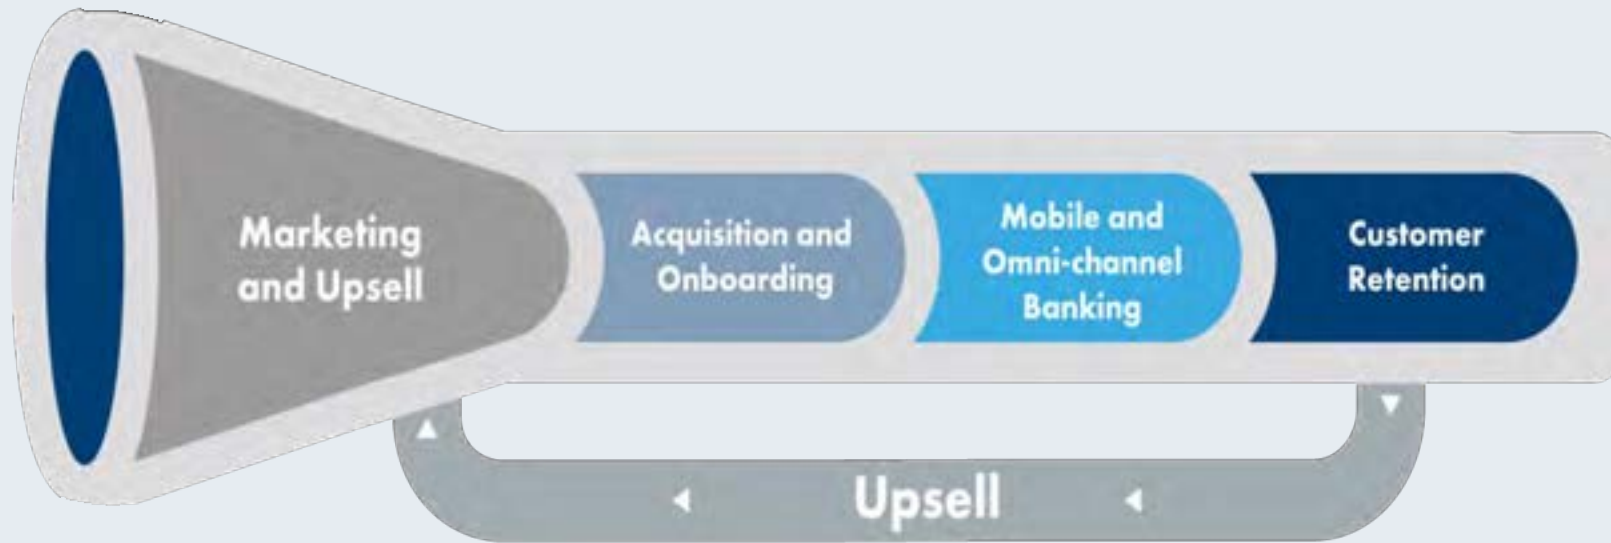 Marketing
and Upsell
Acquisition and
Onboarding
Mobile and
Omni-channel
Banking
Customer
Retention
Upsell